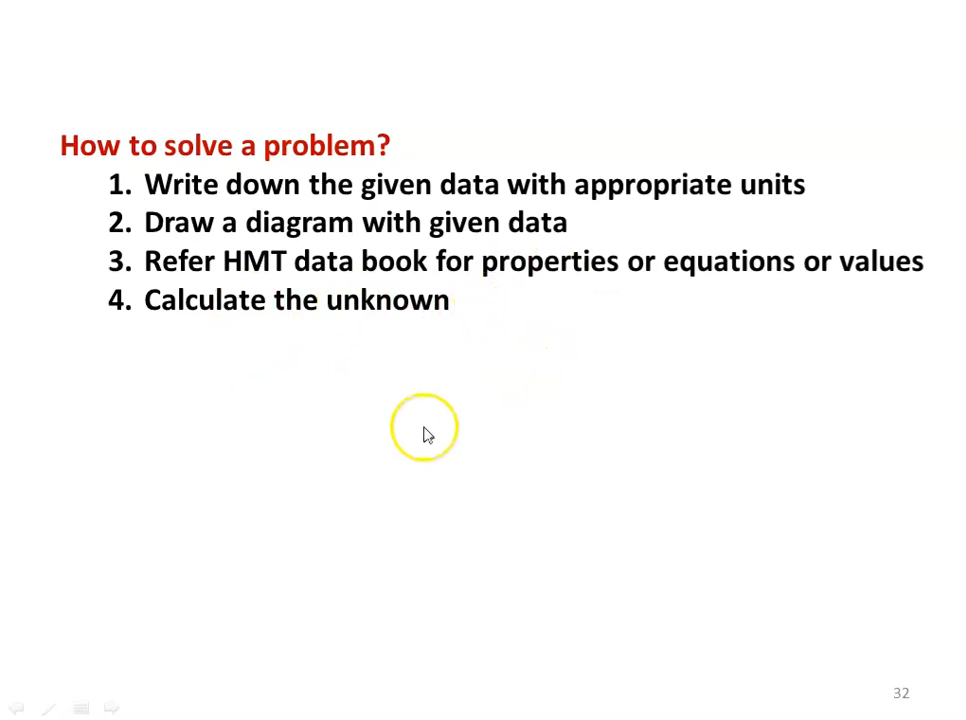 How to solve a problem?
1. Write down the given data with appropriate units
2. Draw a diagram with given data
3. Refer HMT data book for properties or equations or values
4. Calculate the unknown
32